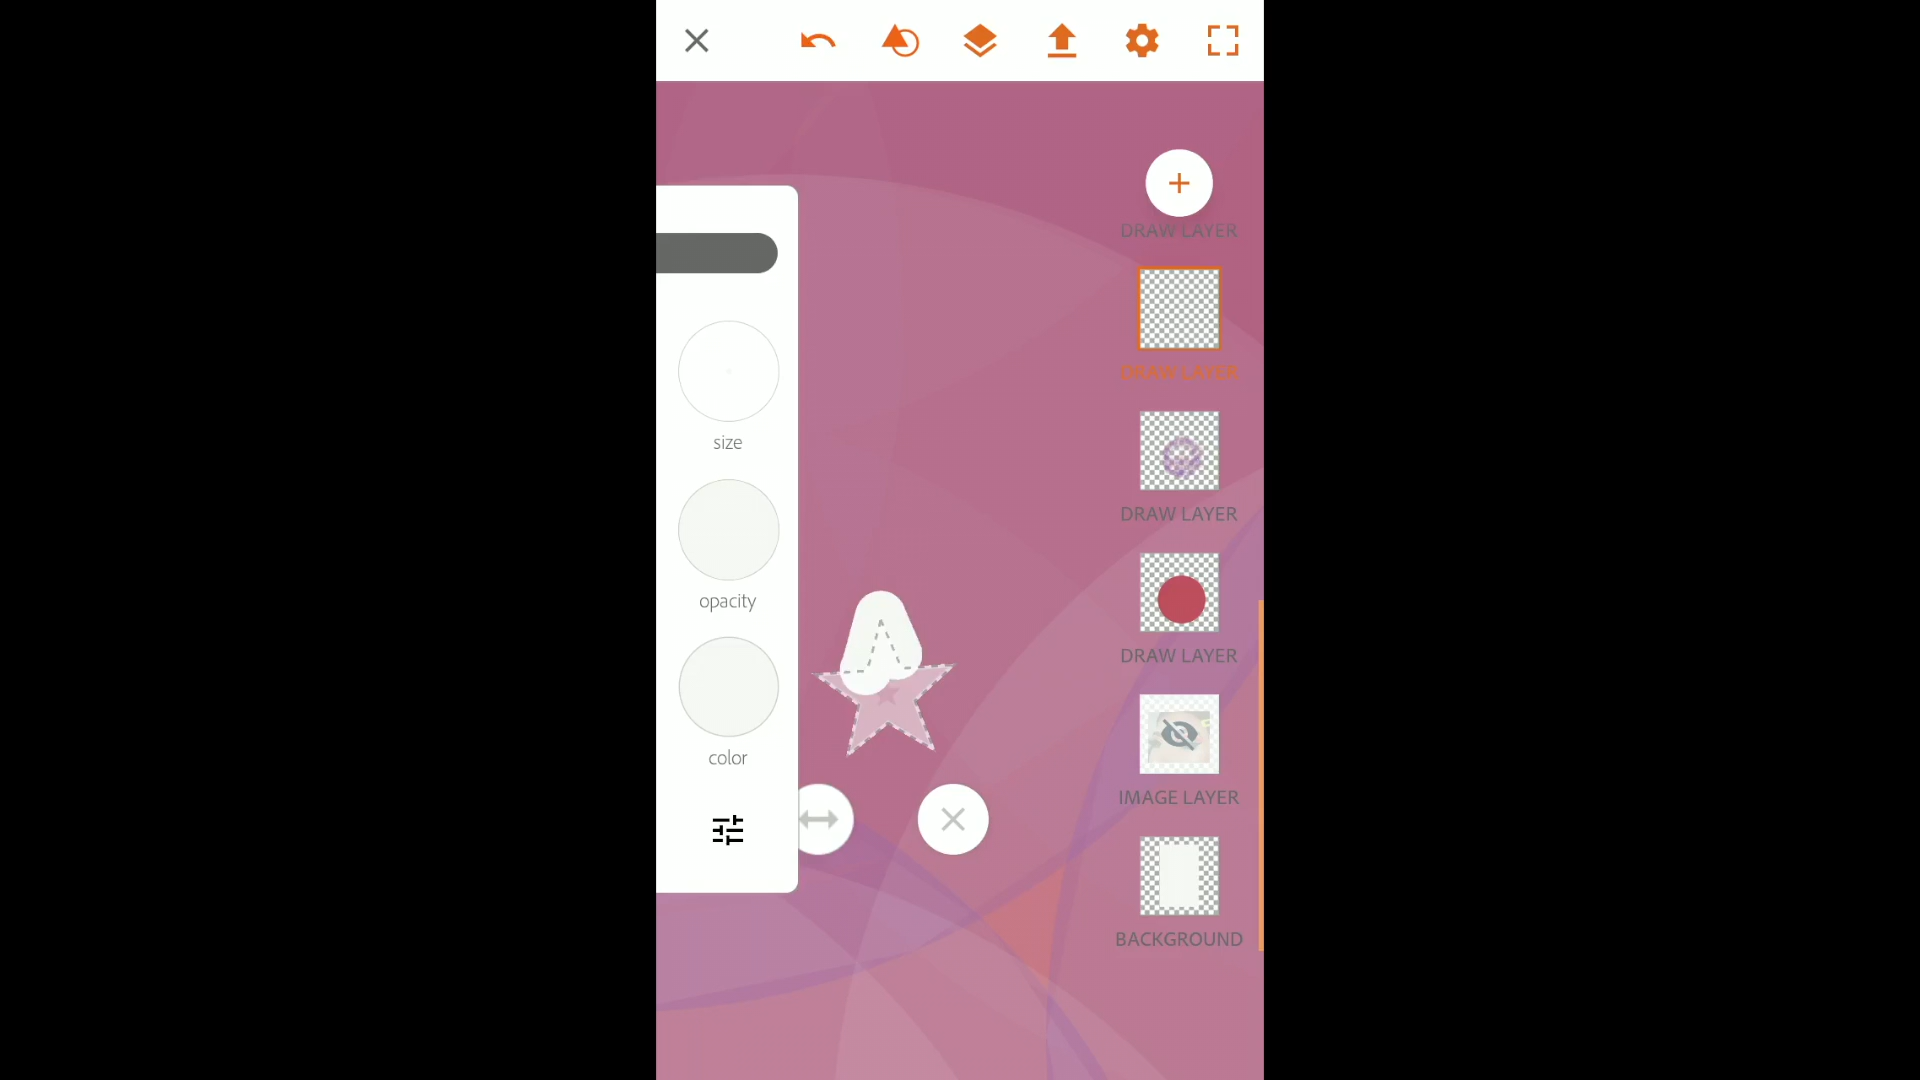 DRAW LAYER
DRAW LAYER
size
DRAW LAYER
opacity
DRAW LAYER
color
IMAGE LAYER
BACKGROUND